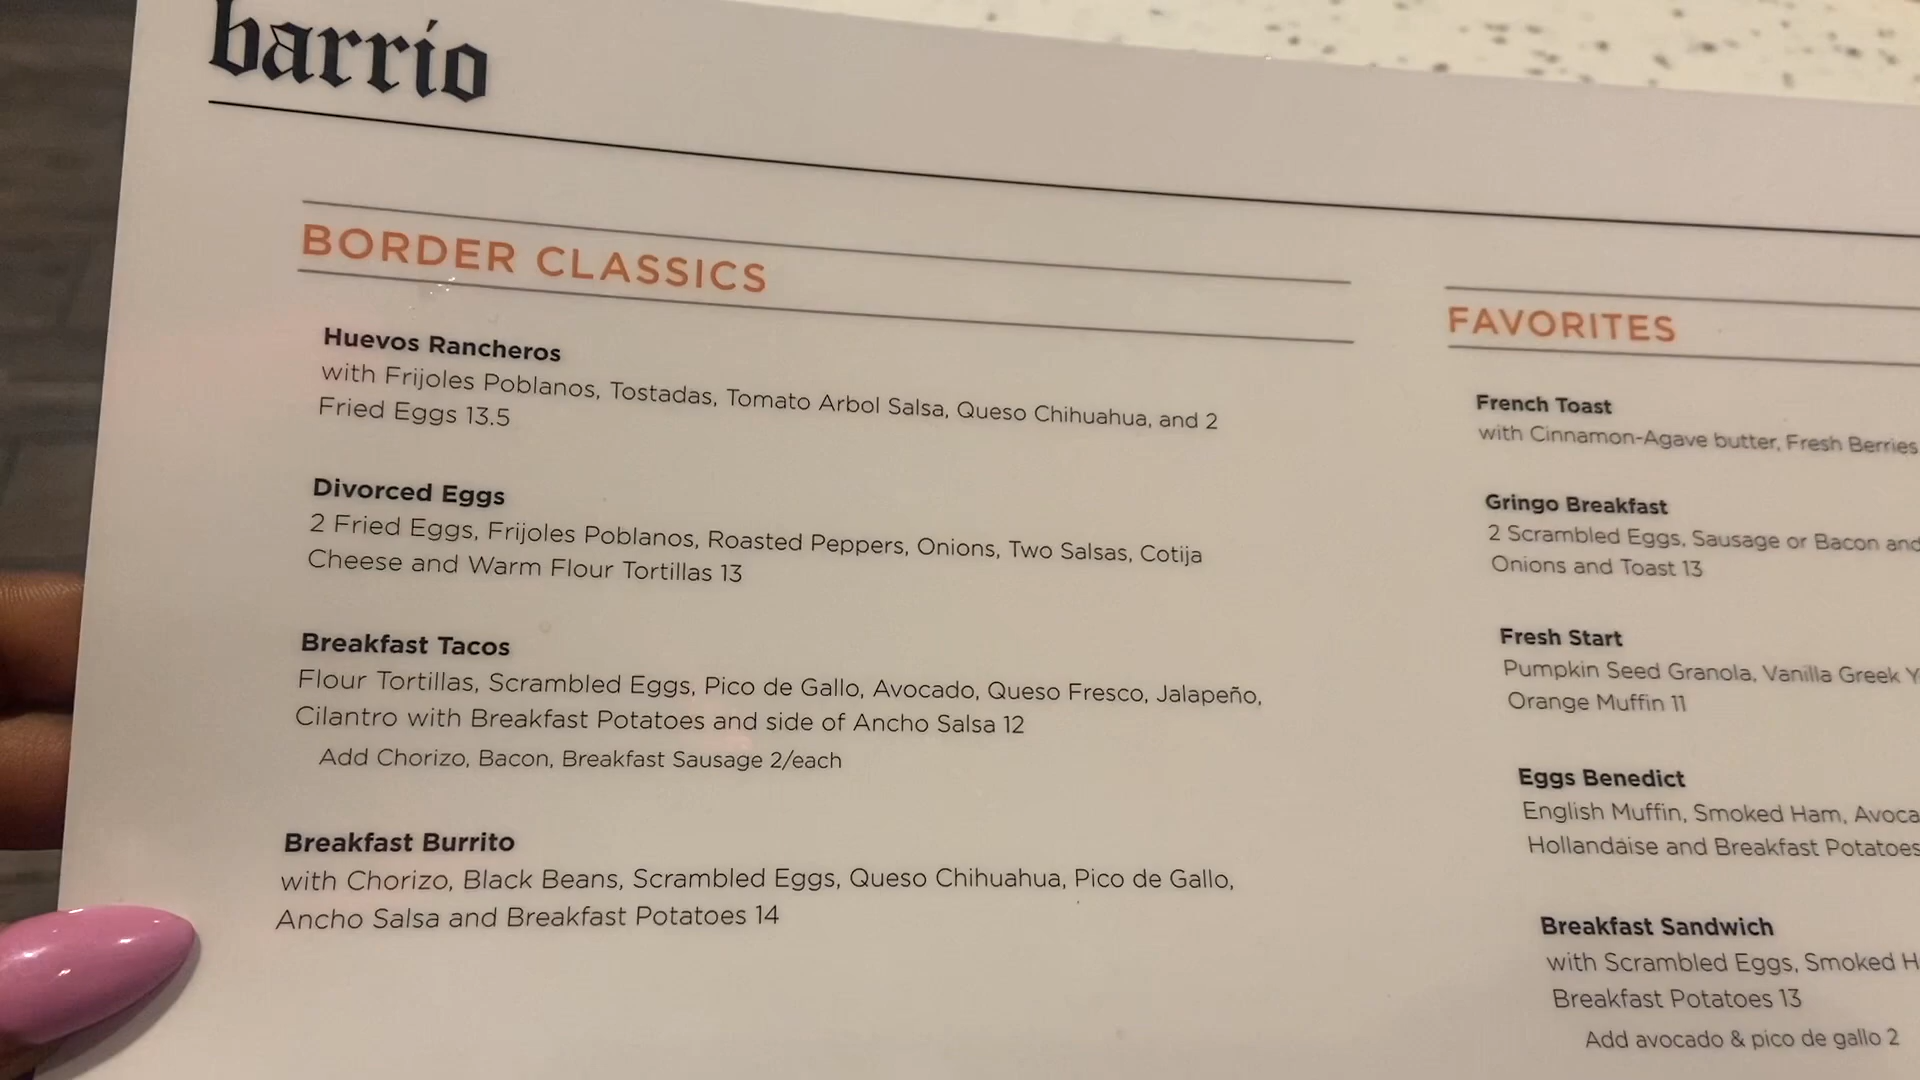 barrio
BORDER CLASSICS
Huevos Rancheros
with Frijoles Poblanos, Tostadas, Tomato Arbol Salsa, Queso Chihuahua, and 2
Fried Eggs 13.5
Divorced Eggs
2 Fried Eggs, Frijoles Poblanos, Roasted Peppers, Onions, Two Salsas, Cotija
Cheese and Warm Flour Tortillas 13
Breakfast Tacos
Flour Tortillas, Scrambled Eggs, Pico de Gallo, Avocado, Queso Fresco, Jalapeño,
Cilantro with Breakfast Potatoes and side of Ancho Salsa 12
Add Chorizo, Bacon, Breakfast Sausage 2/each
Breakfast Burrito
with Chorizo, Black Beans, Scrambled Eggs, Queso Chihuahua, Pico de Gallo,
Ancho Salsa and Breakfast Potatoes 14
FAVORITES
French Toast
with Cinnamon-Agave butter, Fresh Berries
Gringo Breakfast
2 Scrambled Eggs, Sausage or Bacon and
Onions and Toast 13
Fresh Start
Pumpkin Seed Granola, Vanilla Greek
Orange Muffin 11
Eggs Benedict
English Muffin, Smoked Ham,
Hollandaise and Breakfast Potatoes
Breakfast Sandwich
with Scrambled Eggs, Smoked
Breakfast Potatoes 13
Add avocado & pico de gallo 2